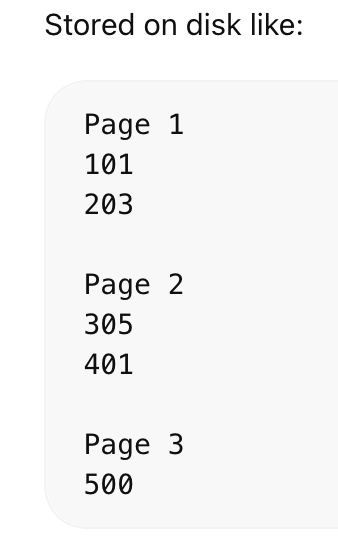 Stored on disk like:
Page 1
101
203
Page 2
305
401
Page 3
500